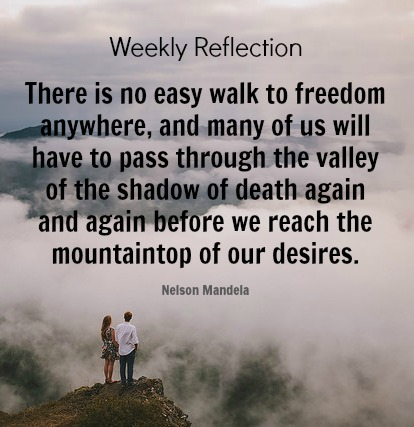 Weekly Reflection
There is no easy walk to freedom
anywhere, and many of us will
have to pass through the valley
of the shadow of death again
and again before we reach the
mountaintop of our desires.
Nelson Mandela